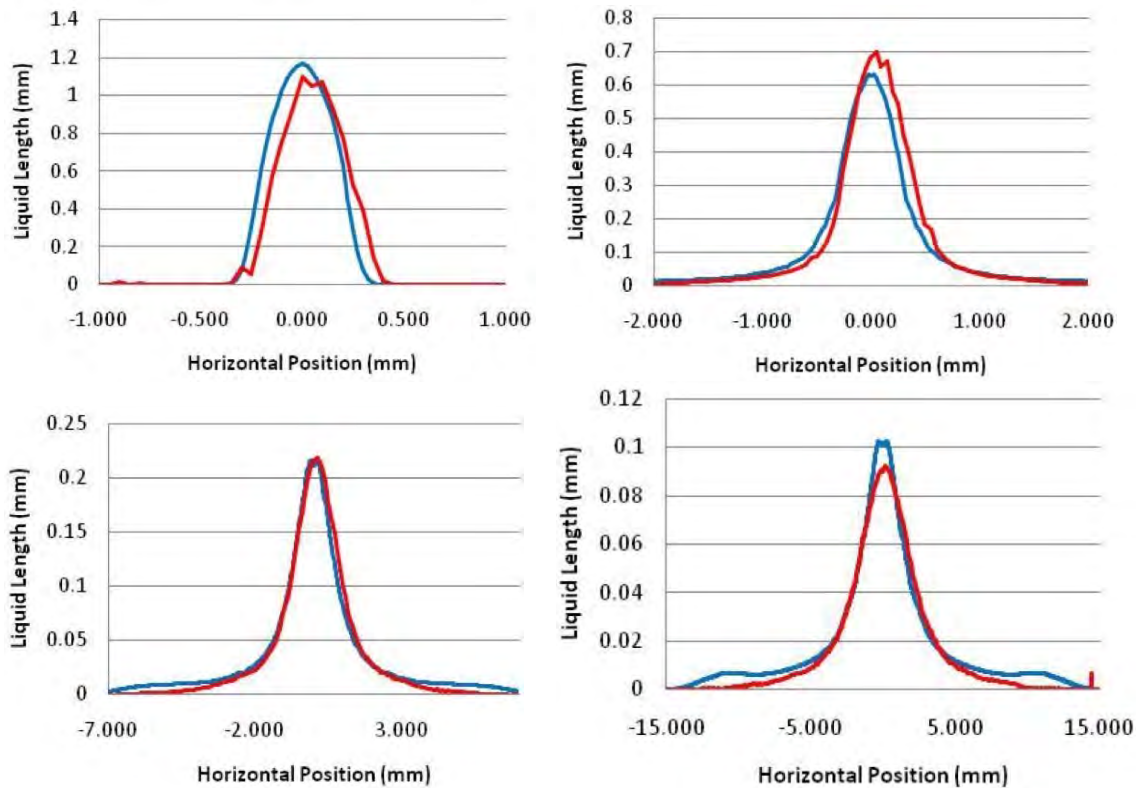 1.4
1.2
1
0.8
0.6
0.4
0.2
0
Liquid Length (mm)
-1.000 -0.500 0.000 0.500 1.000
Horizontal Position (mm)
0.8
0.7
0.6
0.5
0.4
0.3
0.2
0.1
0
Liquid Length (mm)
-2.000 -1.000 0.000 1.000 2.000
Horizontal Position (mm)
0.25
0.2
0.15
0.1
0.05
0
Liquid Length (mm)
-7.000 -2.000 3.000
Horizontal Position (mm)
0.12
0.1
0.08
0.06
0.04
0.02
0
Liquid Length (mm)
-15.000 -5.000 5.000 15.000
Horizontal Position (mm)